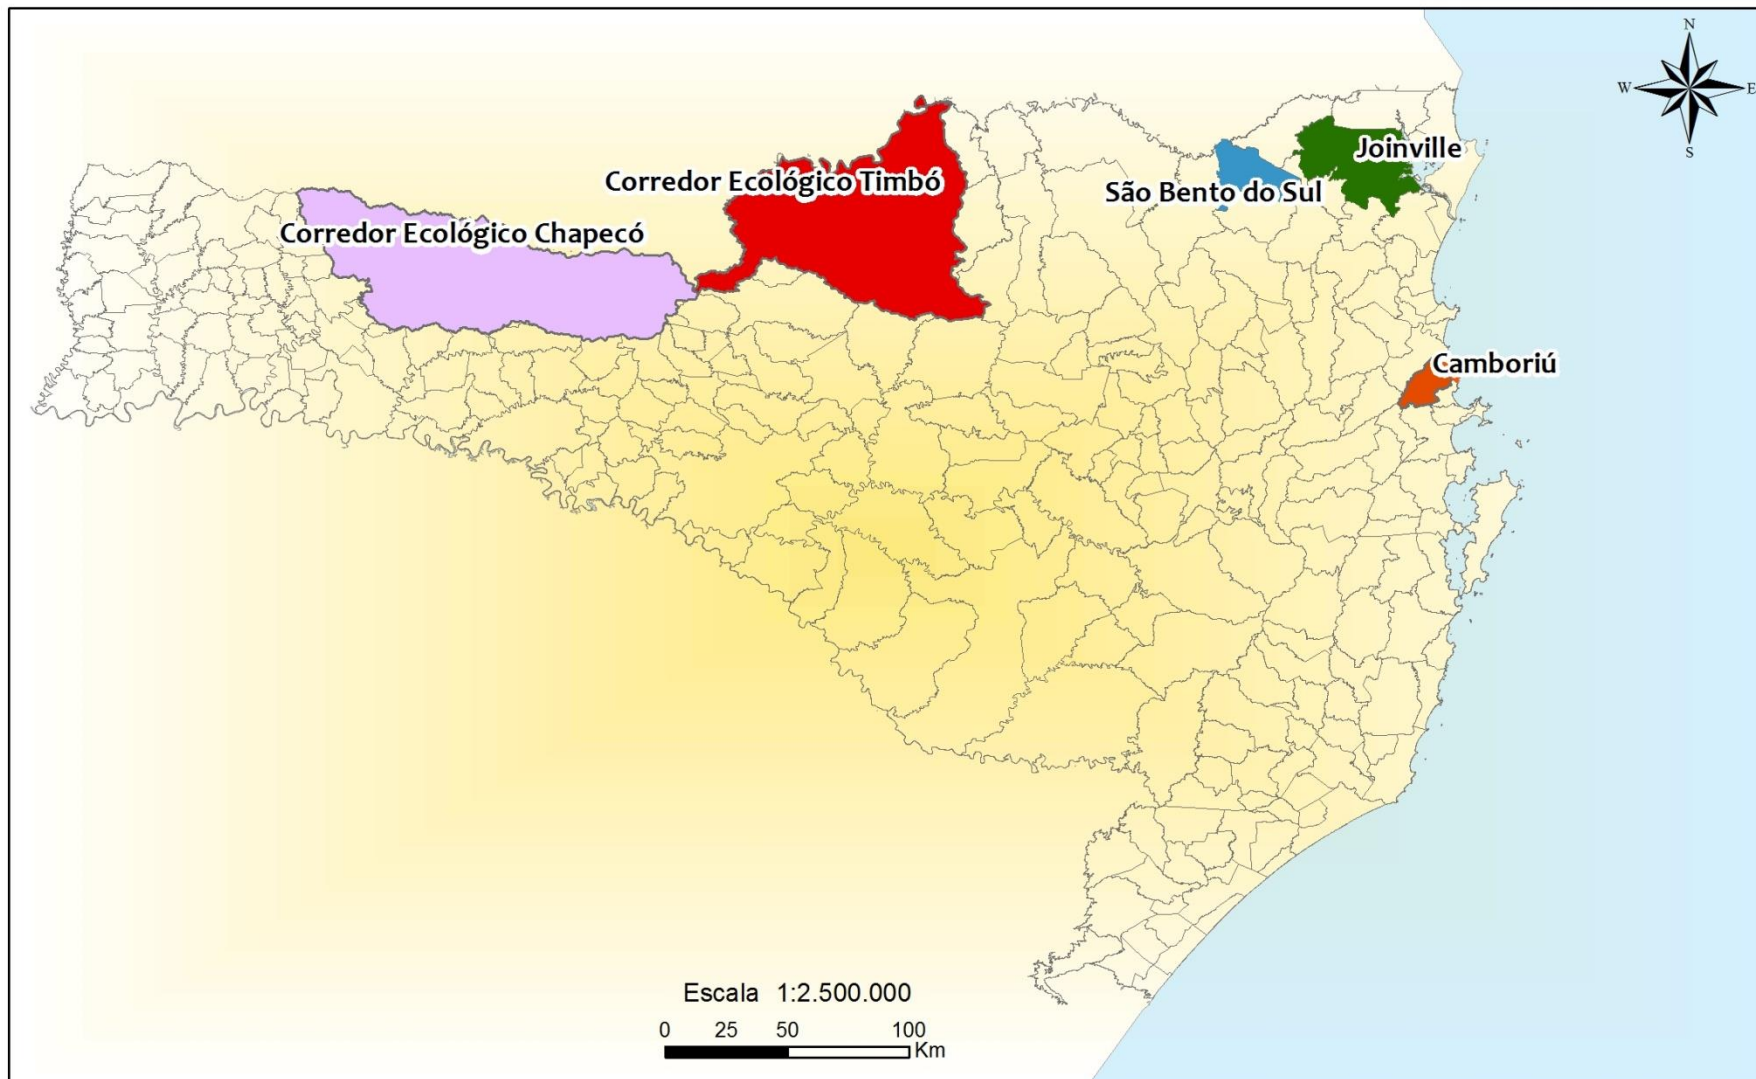 N
W
E
S
Joinville
Corredor Ecológico Timbó
São Bento do Sul
Corredor Ecológico Chapecó
Camboriú
Escala 1:2.500.000
0 25 50 100
Km